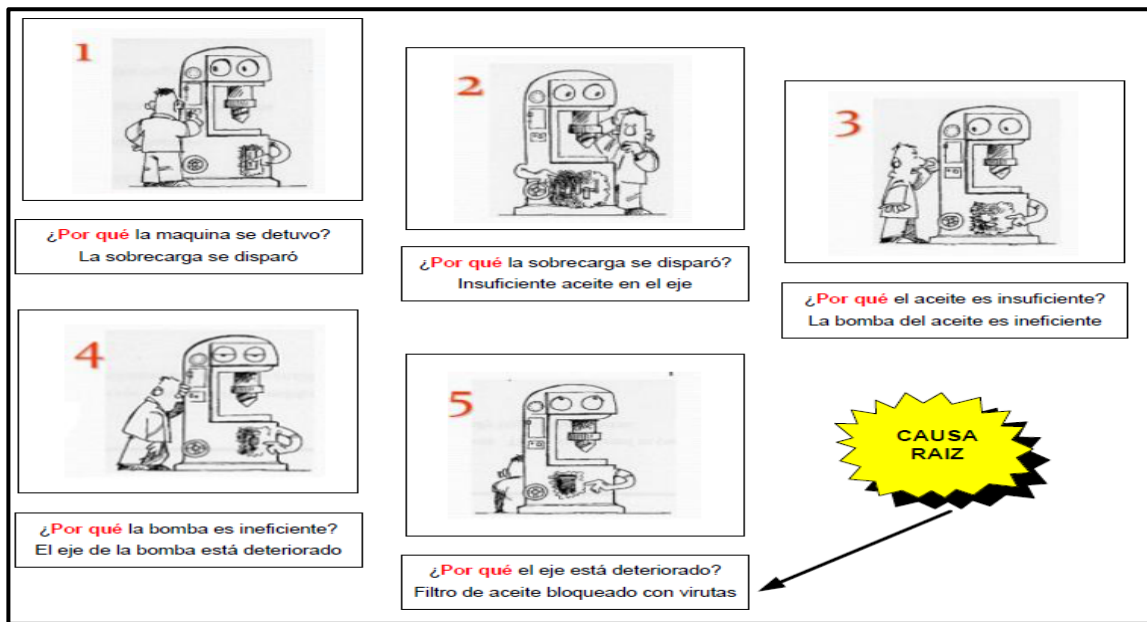 1
¿Por qué la maquina se detuvo?
La sobrecarga se disparó
2
¿Por qué la sobrecarga se disparó?
Insuficiente aceite en el eje
3
¿Por qué el aceite es insuficiente?
La bomba del aceite es ineficiente
4
¿Por qué la bomba es ineficiente?
El eje de la bomba está deteriorado
5
¿Por qué el eje está deteriorado?
Filtro de aceite bloqueado con virutas
CAUSA
RAIZ